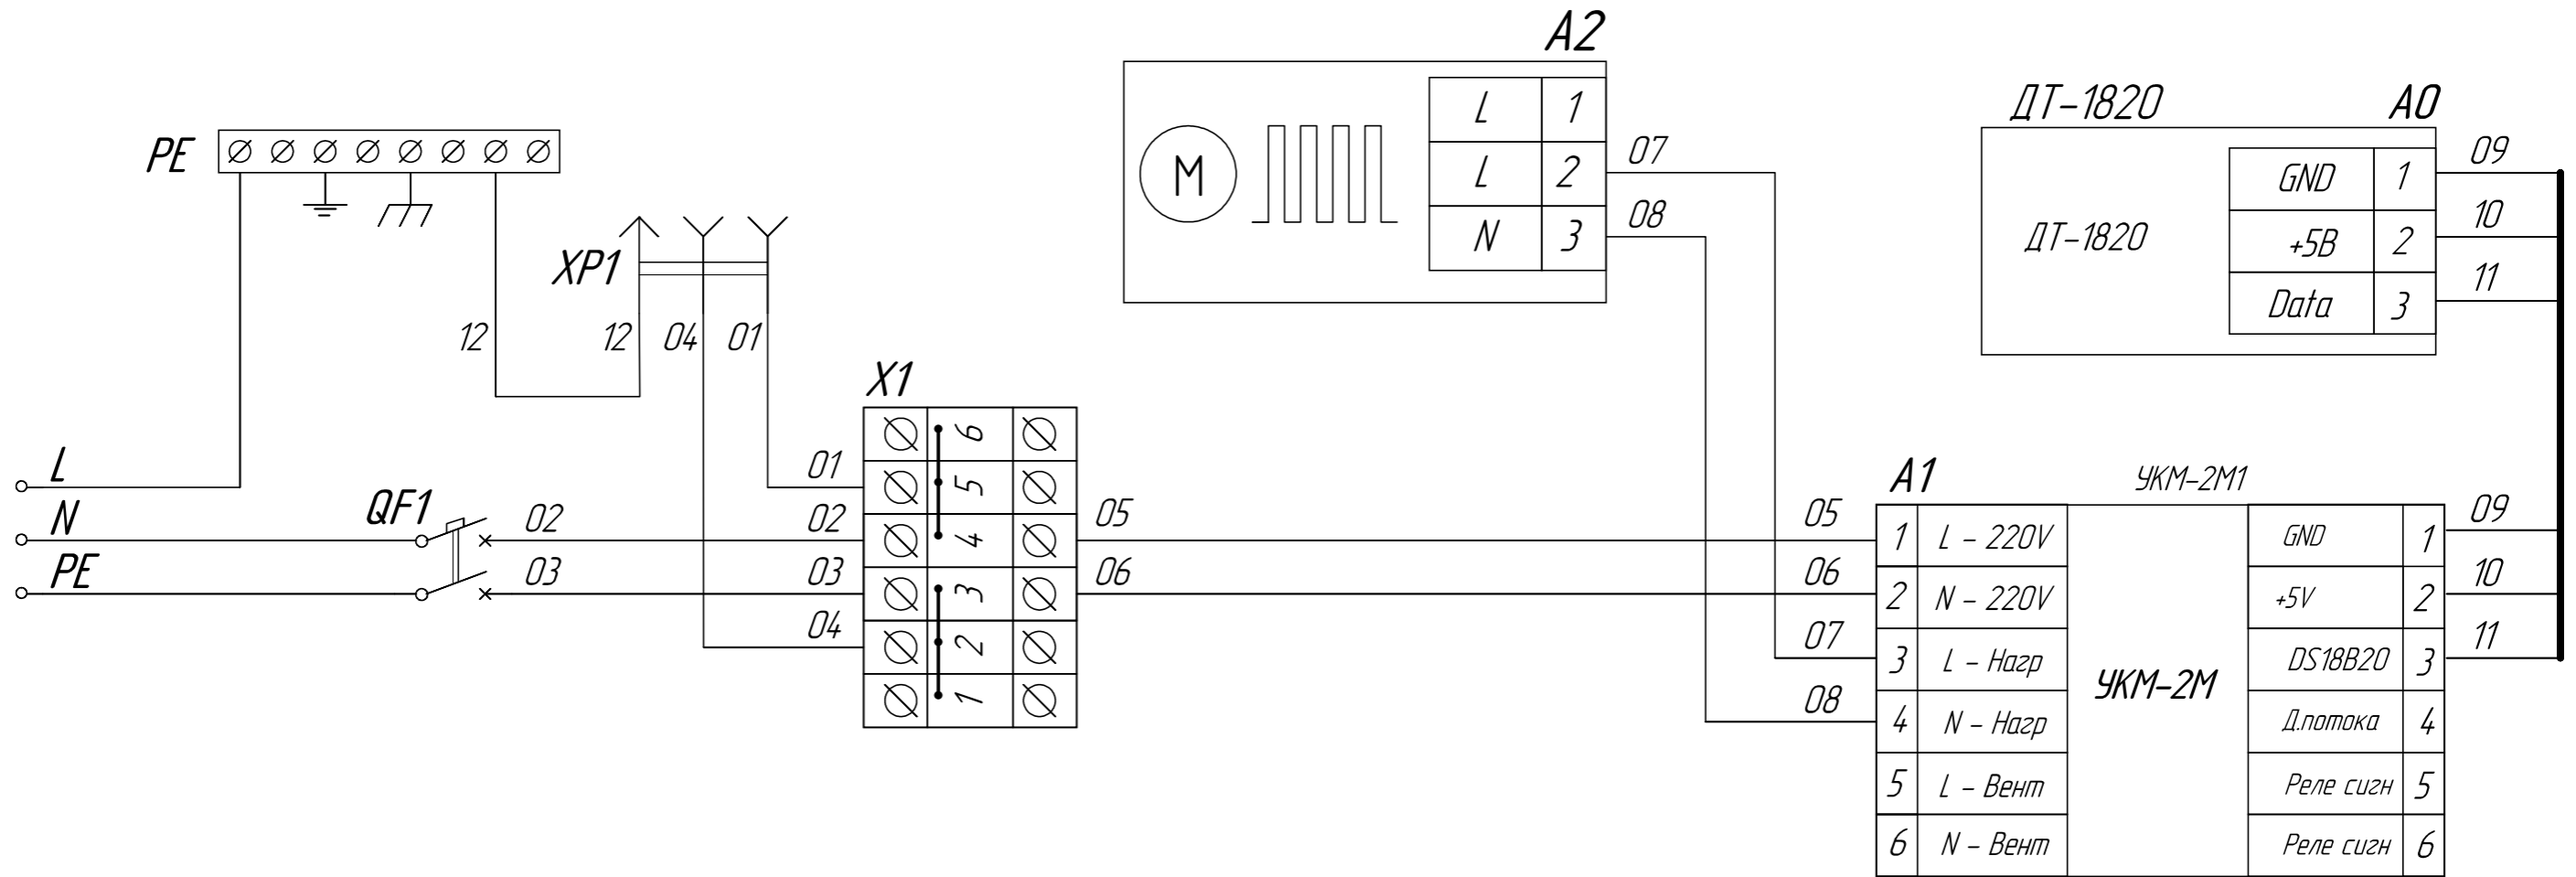 A2
L 1
L 2
N 3
M
07
08
ДТ-1820 A0
ДТ-1820
GND 1
+5В 2
Data 3
09
10
11
PE
XP1
12 12 04 01
X1
6
5
4
3
2
1
L
N
PE
QF1
02
03
01
02
03
04
05
06
05
06
07
08
A1 УКМ-2М1
1 L - 220V
2 N - 220V
3 L - Нагр
4 N - Нагр
5 L - Вент
6 N - Вент
УКМ-2М
GND 1
+5V 2
DS18B20 3
Д.потока 4
Реле сигн 5
Реле сигн 6
09
10
11